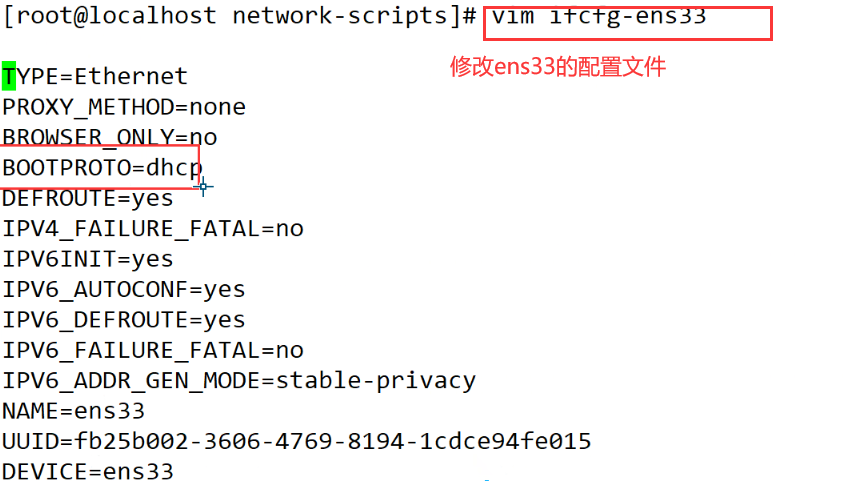 [root@localhost network-scripts]# vim ifcfg-ens33
修改ens33的配置文件
TYPE=Ethernet
PROXY_METHOD=none
BROWSER_ONLY=no
BOOTPROTO=dhcp
DEFROUTE=yes
IPV4_FAILURE_FATAL=no
IPV6INIT=yes
IPV6_AUTOCONF=yes
IPV6_DEFROUTE=yes
IPV6_FAILURE_FATAL=no
IPV6_ADDR_GEN_MODE=stable-privacy
NAME=ens33
UUID=fb25b002-3606-4769-8194-1cdce94fe015
DEVICE=ens33